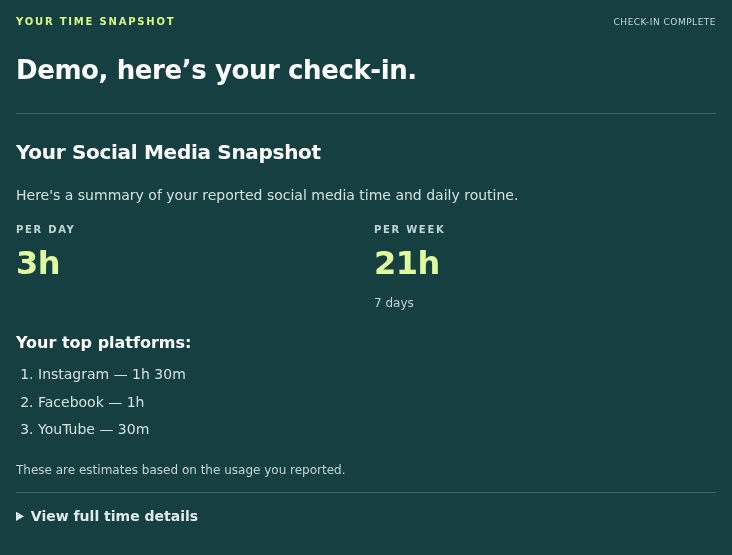 YOUR TIME SNAPSHOT
CHECK-IN COMPLETE
Demo, here’s your check-in.
Your Social Media Snapshot
Here's a summary of your reported social media time and daily routine.
PER DAY
3h
PER WEEK
21h
7 days
Your top platforms:
1. Instagram — 1h 30m
2. Facebook — 1h
3. YouTube — 30m
These are estimates based on the usage you reported.
View full time details